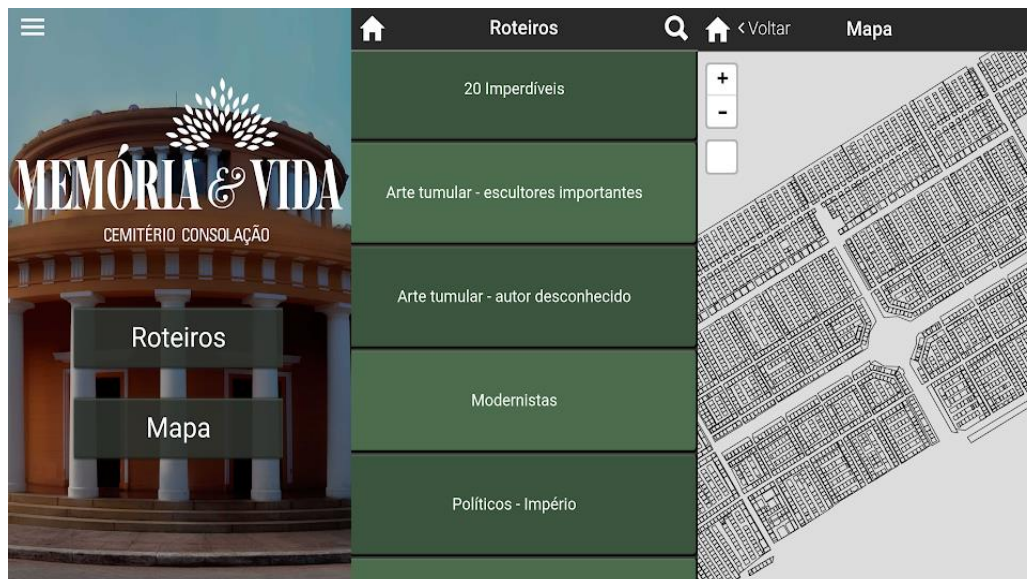 MEMÓRIA & VIDA
CEMITÉRIO CONSOLAÇÃO
Roteiros
Mapa
Roteiros
20 Imperdíveis
Arte tumular - escultores importantes
Arte tumular - autor desconhecido
Modernistas
Políticos - Império
< Voltar
Mapa
+
-